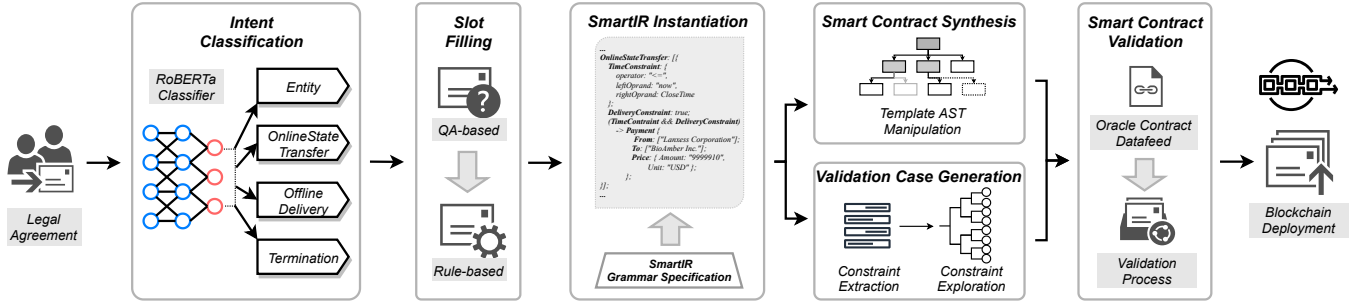 Legal
Agreement
Intent
Classification
RoBERTa
Classifier
Entity
OnlineState
Transfer
Offline
Delivery
Termination
Slot
Filling
QA-based
Rule-based
SmartIR Instantiation
...
OnlineStateTransfer: [{
TimeConstraint: {
operator: "<=",
leftOprand: "now",
rightOprand: CloseTime
};
DeliveryConstraint: true;
(TimeContraint && DeliveryConstraint)
-> Payment {
From: ["Lanxess Corporation"];
To: ["BioAmber Inc."];
Price: { Amount: "9999910",
Unit: "USD" };
};
}];
...
SmartIR
Grammar Specification
Smart Contract Synthesis
Template AST
Manipulation
Validation Case Generation
Constraint
Extraction
Constraint
Exploration
Smart Contract
Validation
Oracle Contract
Datafeed
Validation
Process
Blockchain
Deployment